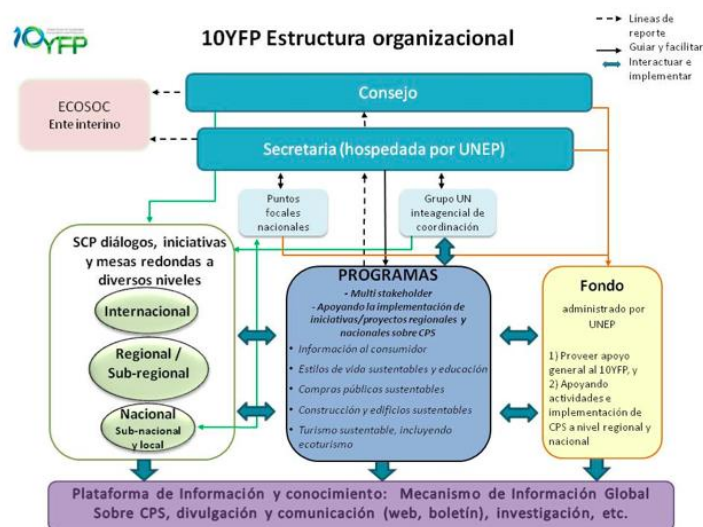 10YFP
10YFP Estructura organizacional
Lineas de
reporte
Guiar y facilitar
Interactuar e
implementar
ECOSOC
Ente interino
Consejo
Secretaria (hospedada por UNEP)
Puntos
focales
nacionales
Grupo UN
inteagencial de
coordinación
SCP diálogos, iniciativas
y mesas redondas a
diversos niveles
Internacional
Regional /
Sub-regional
Nacional
Sub-nacional
y local
PROGRAMAS
- Multi stakeholder
- Apoyando la implementación de
iniciativas/proyectos regionales y
nacionales sobre CPS
• Información al consumidor
• Estilos de vida sustentables y educación
• Compras públicas sustentables
• Construcción y edificios sustentables
• Turismo sustentable, incluyendo
ecoturismo
Fondo
administrado por
UNEP
1) Proveer apoyo
general al 10YFP, y
2) Apoyando
actividades e
implementación de
CPS a nivel regional y
nacional
Plataforma de Información y conocimiento: Mecanismo de Información Global
Sobre CPS, divulgación y comunicación (web, boletín), investigación, etc.